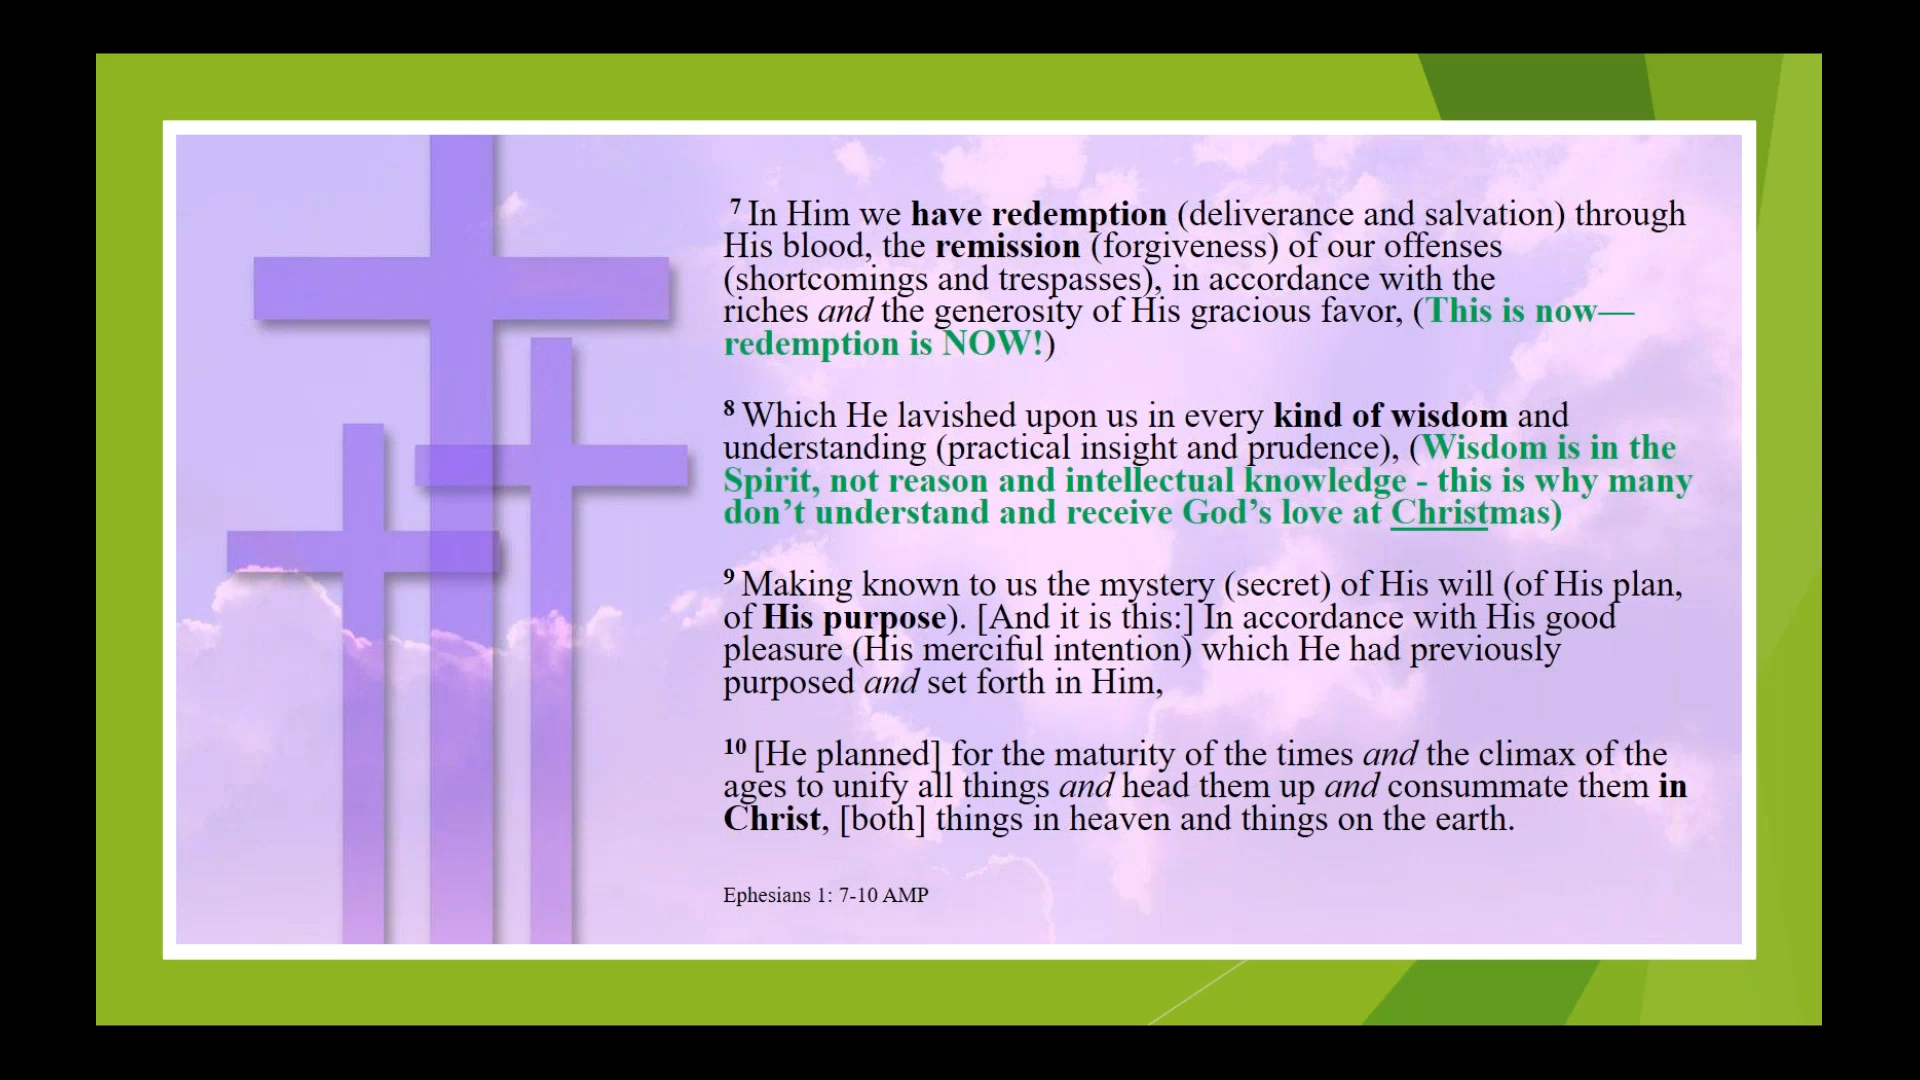 7 In Him we have redemption (deliverance and salvation) through
His blood, the remission (forgiveness) of our offenses
(shortcomings and trespasses), in accordance with the
riches and the generosity of His gracious favor, (This is now—
redemption is NOW!)
8 Which He lavished upon us in every kind of wisdom and
understanding (practical insight and prudence), (Wisdom is in the
Spirit, not reason and intellectual knowledge - this is why many
don’t understand and receive God’s love at Christmas)
9 Making known to us the mystery (secret) of His will (of His plan,
of His purpose). [And it is this:] In accordance with His good
pleasure (His merciful intention) which He had previously
purposed and set forth in Him,
10 [He planned] for the maturity of the times and the climax of the
ages to unify all things and head them up and consummate them in
Christ, [both] things in heaven and things on the earth.
Ephesians 1: 7-10 AMP